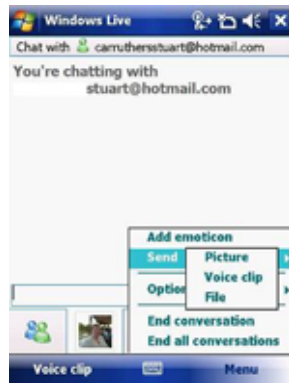 Windows Live
Chat with carruthersstuart@hotmail.com
You're chatting with
stuart@hotmail.com
Add emoticon
Send
Picture
Voice clip
File
Option
End conversation
End all conversations
Voice clip
Menu